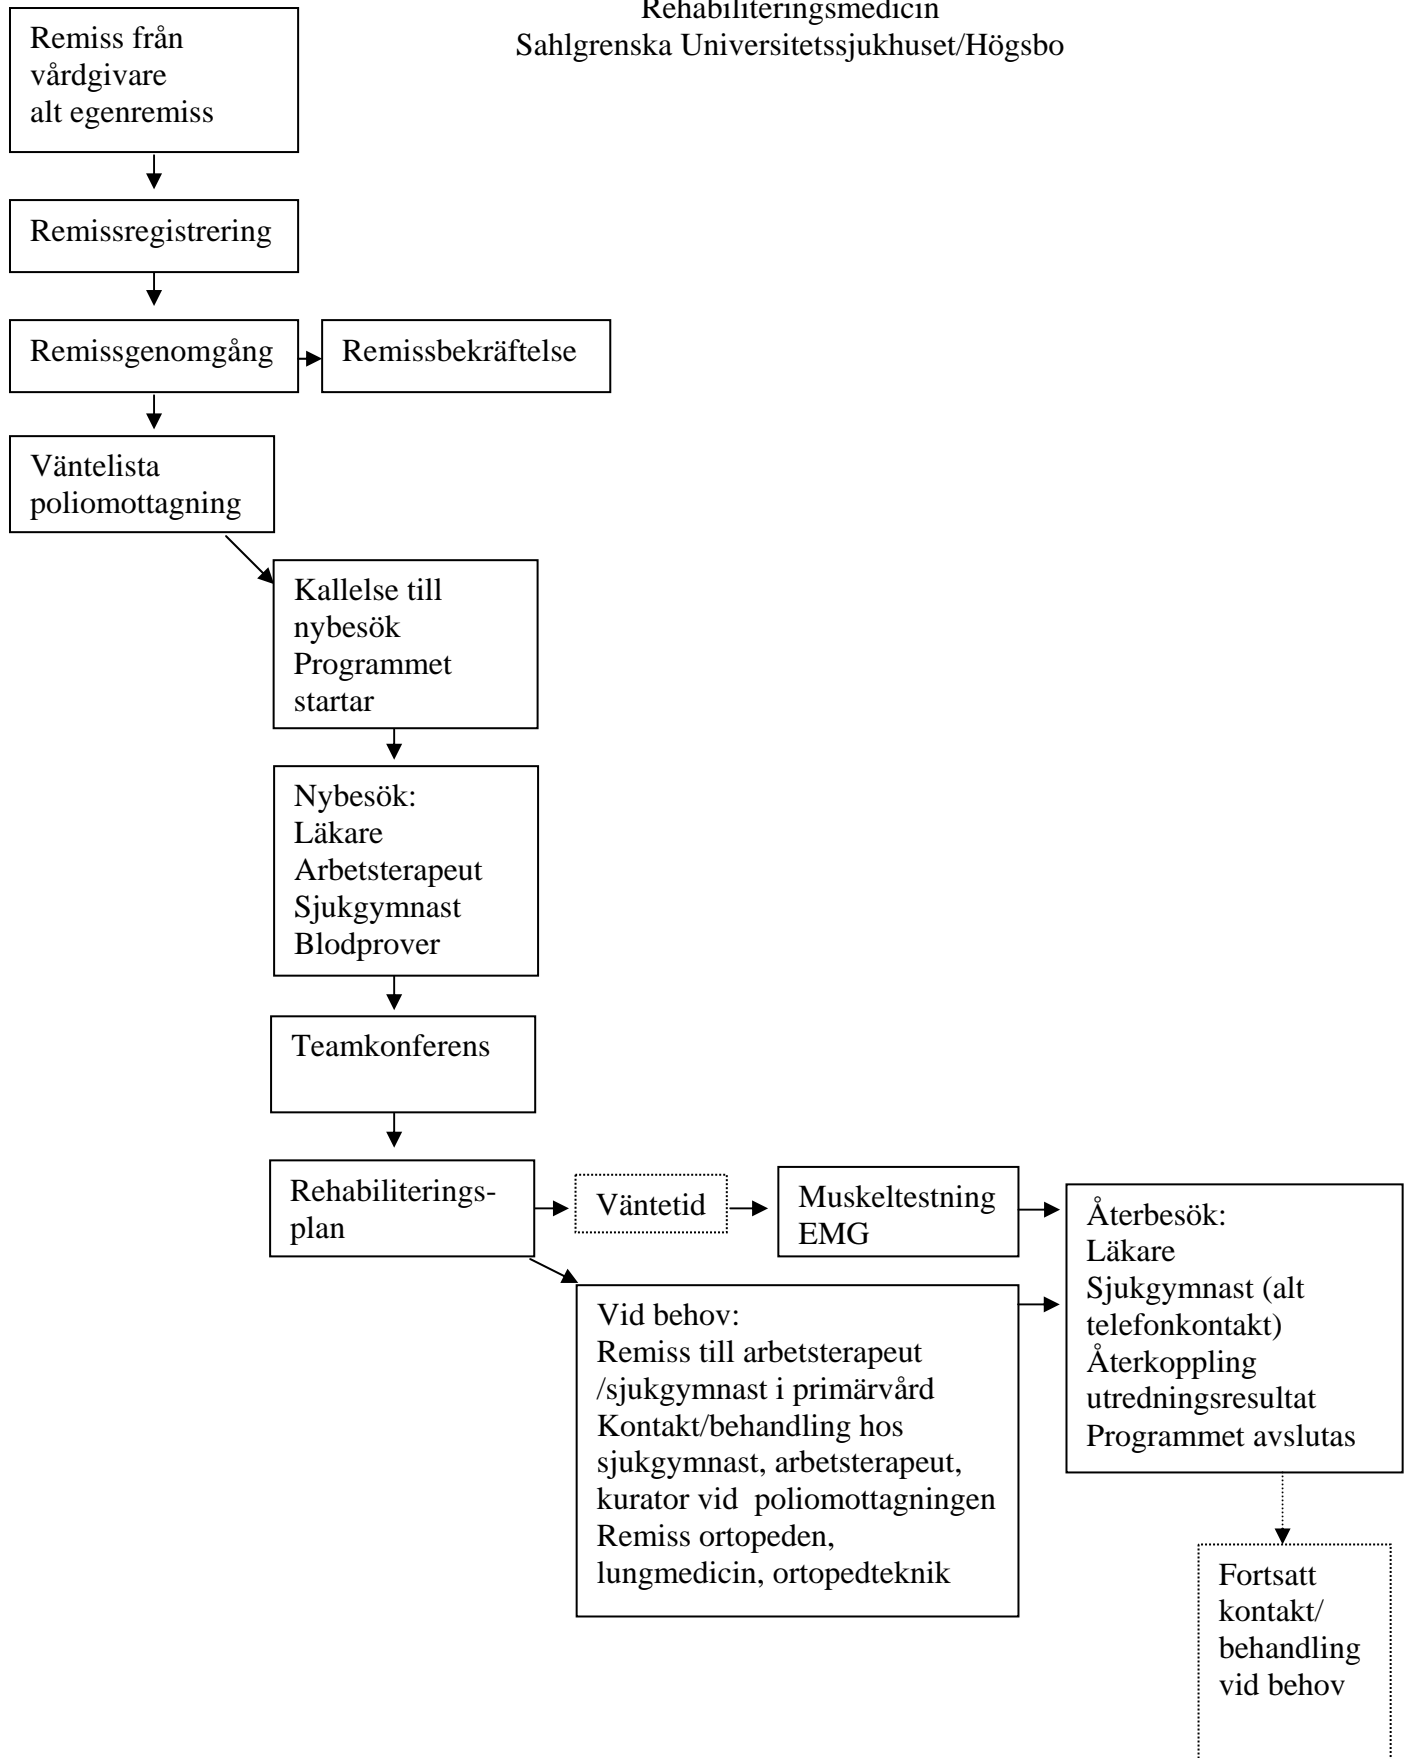 Rehabiliteringsmedicin
Sahlgrenska Universitetssjukhuset/Högsbo
Remiss från
vårdgivare
alt egenremiss
Remissregistrering
Remissgenomgång
Remissbekräftelse
Väntelista
poliomottagning
Kallelse till
nybesök
Programmet
startar
Nybesök:
Läkare
Arbetsterapeut
Sjukgymnast
Blodprover
Teamkonferens
Rehabiliterings-
plan
Väntetid
Muskeltestning
EMG
Vid behov:
Remiss till arbetsterapeut
/sjukgymnast i primärvård
Kontakt/behandling hos
sjukgymnast, arbetsterapeut,
kurator vid  poliomottagningen
Remiss ortopeden,
lungmedicin, ortopedteknik
Återbesök:
Läkare
Sjukgymnast (alt
telefonkontakt)
Återkoppling
utredningsresultat
Programmet avslutas
Fortsatt
kontakt/
behandling
vid behov